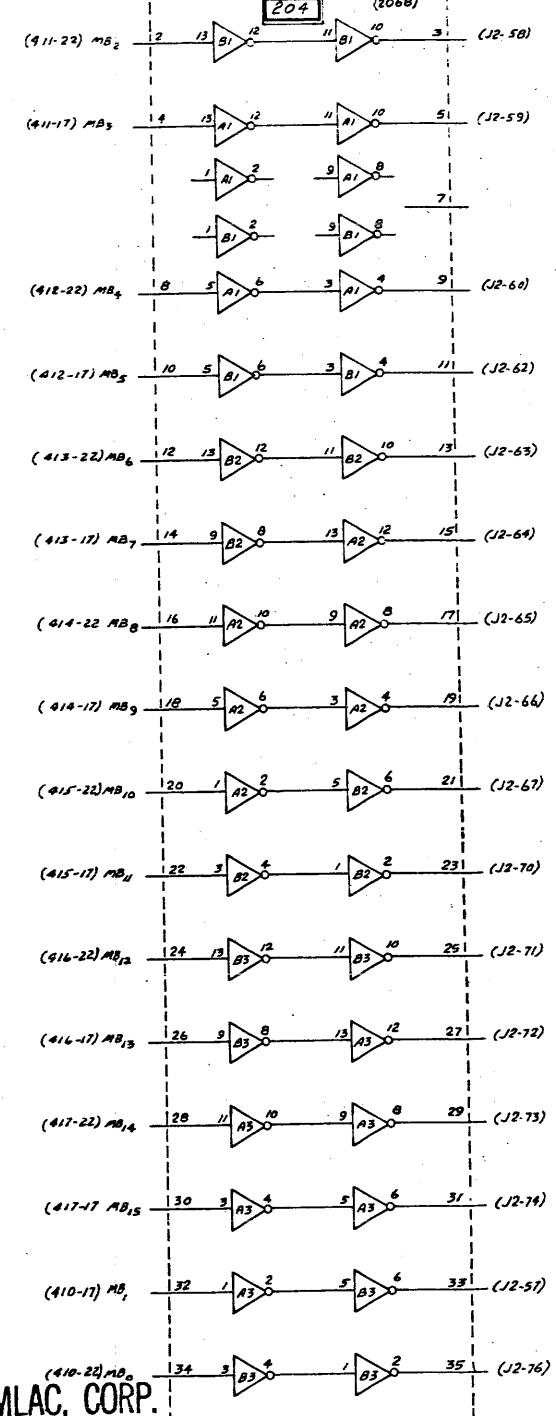 204
(2068)
(411-22) MB2 2 13 B1 12 11 B1 10 3 (J2-58)
(411-17) MB3 4 13 A1 12 11 A1 10 5 (J2-59)
1 A1 2 9 A1 8
7
1 B1 2 9 B1 8
(412-22) MB4 8 5 A1 6 3 A1 4 9 (J2-60)
(412-17) MB5 10 5 B1 6 3 B1 4 11 (J2-62)
(413-22) MB6 12 13 B2 12 11 B2 10 13 (J2-63)
(413-17) MB7 14 9 B2 8 13 A2 12 15 (J2-64)
(414-22 MB8 16 11 A2 10 9 A2 8 17 (J2-65)
(414-17) MB9 18 5 A2 6 3 A2 4 19 (J2-66)
(415-22) MB10 20 1 A2 2 5 B2 6 21 (J2-67)
(415-17) MB11 22 3 B2 4 1 B2 2 23 (J2-70)
(416-22) MB12 24 13 B3 12 11 B3 10 25 (J2-71)
(416-17) MB13 26 9 B3 8 13 A3 12 27 (J2-72)
(417-22) MB14 28 11 A3 10 9 A3 8 29 (J2-73)
(417-17 MB15 30 3 A3 4 5 A3 6 31 (J2-74)
(410-17) MB1 32 1 A3 2 5 B3 6 33 (J2-57)
(410-22) MB0 34 3 B3 4 1 B3 2 35 (J2-76)
MLAC. CORP.